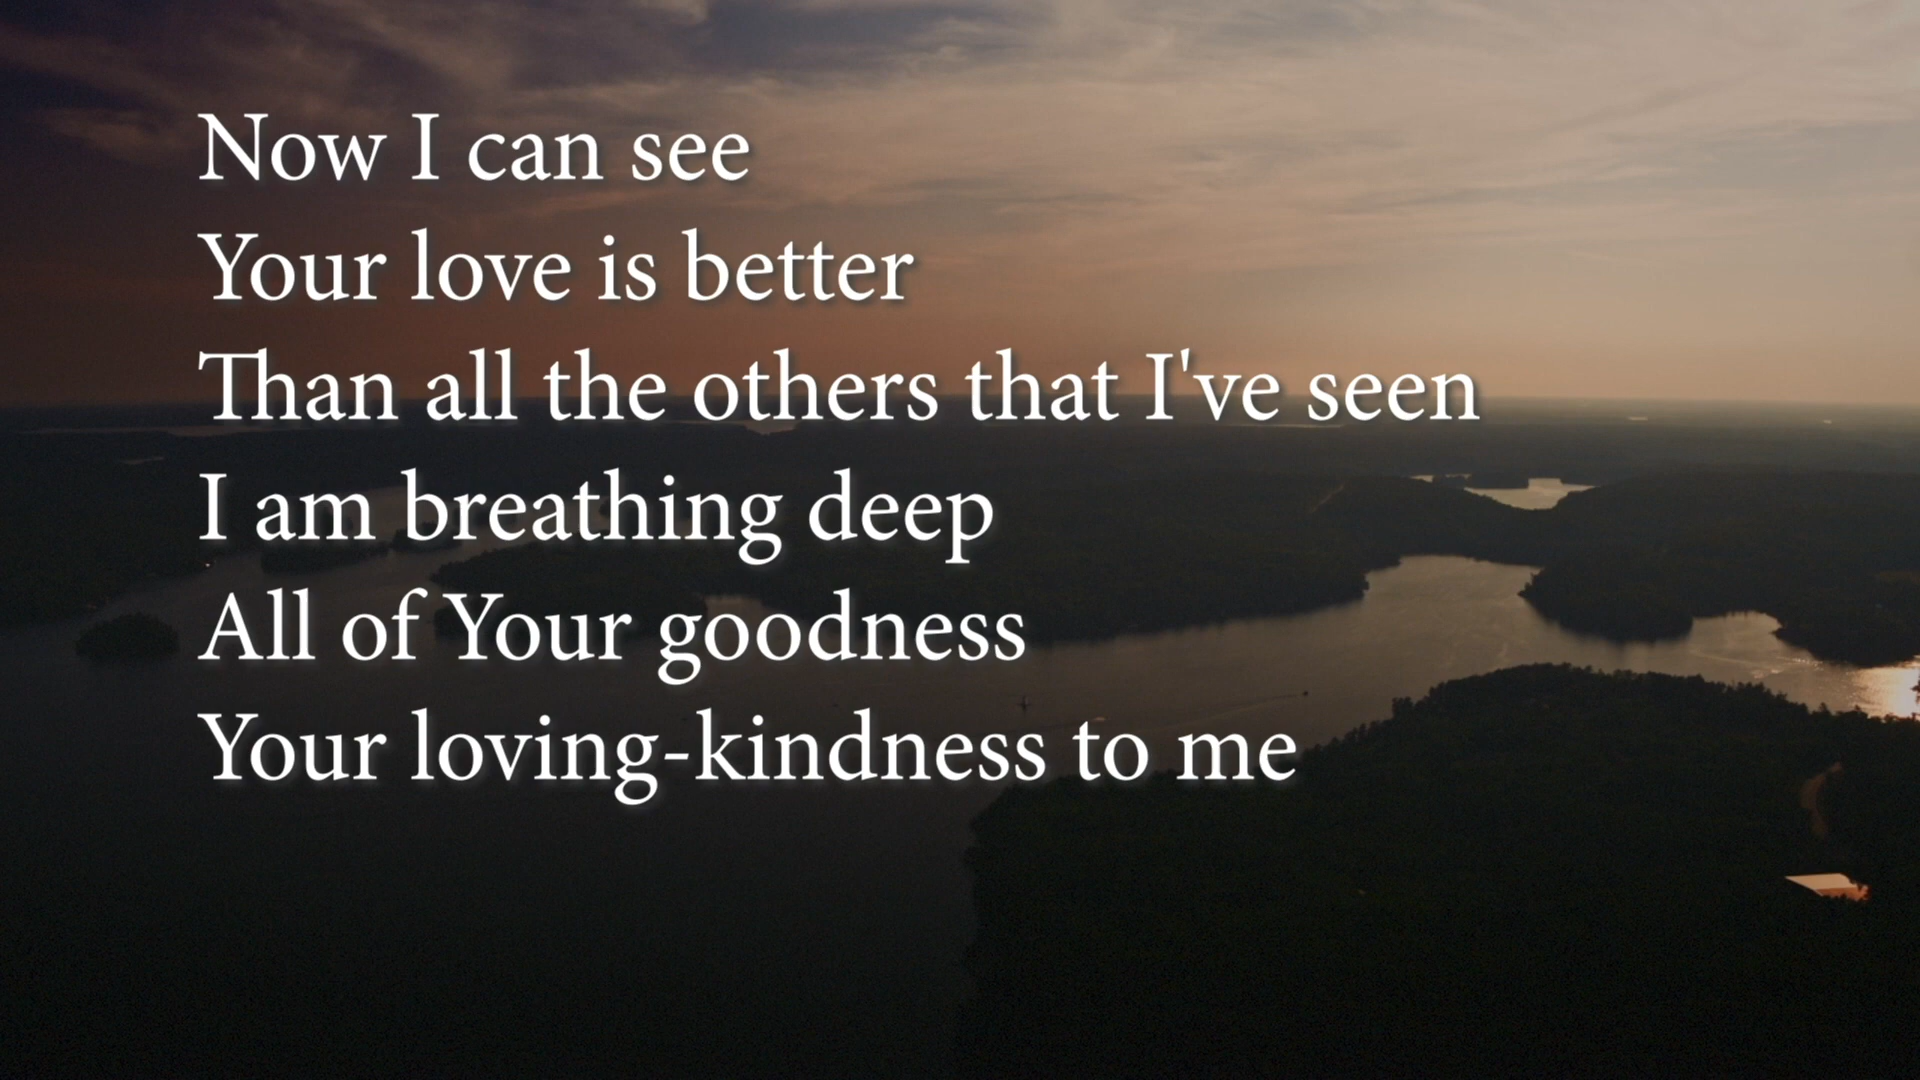 Now I can see
Your love is better
Than all the others that I've seen
I am breathing deep
All of Your goodness
Your loving-kindness to me